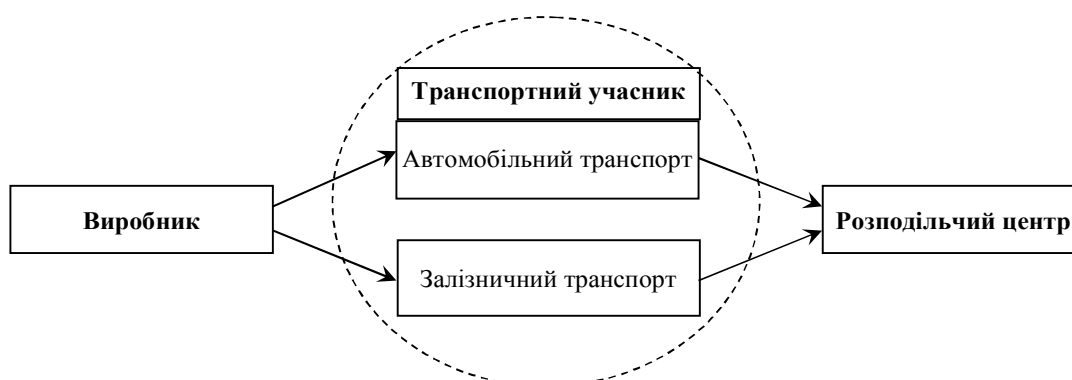 Транспортний учасник
Автомобільний транспорт
Виробник
Розподільчий центр
Залізничний транспорт